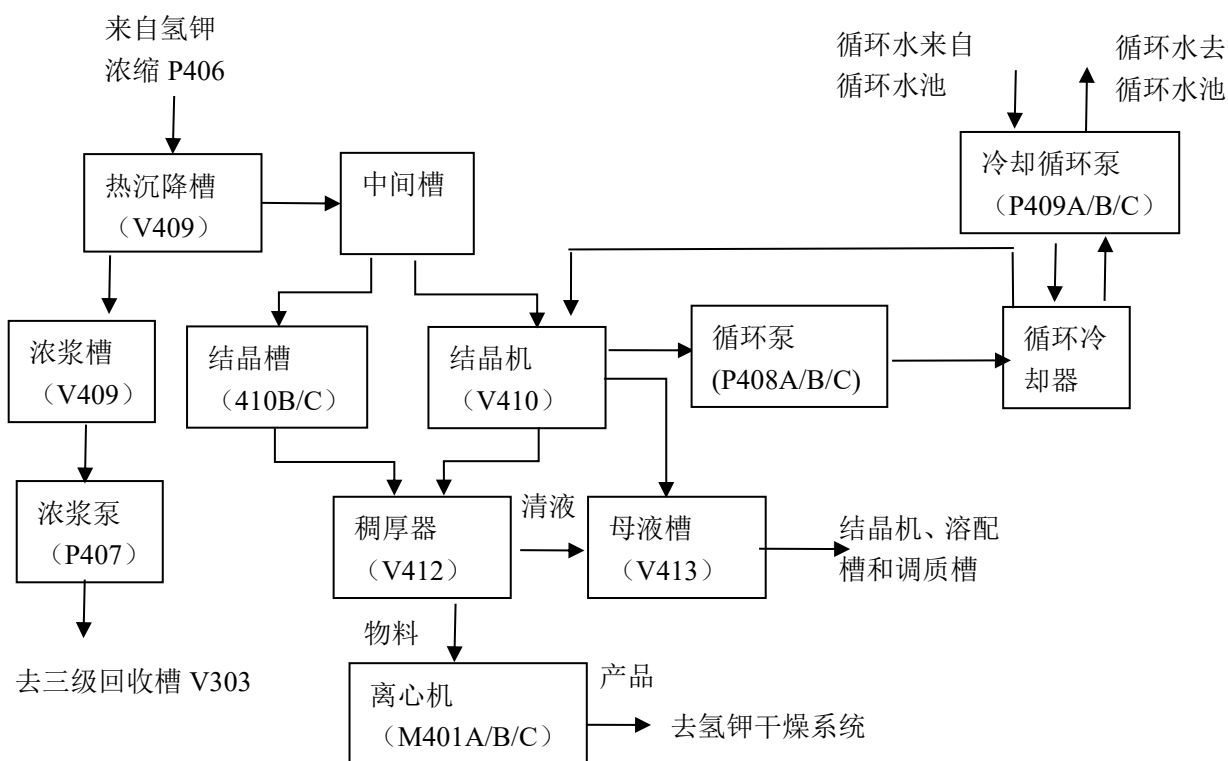 来自氢钾
浓缩 P406
循环水来自
循环水池
循环水去
循环水池
热沉降槽
（V409）
中间槽
冷却循环泵
（P409A/B/C）
浓浆槽
（V409）
结晶槽
（410B/C）
结晶机
（V410）
循环泵
(P408A/B/C)
循环冷
却器
浓浆泵
（P407）
稠厚器
（V412）
清液
母液槽
（V413）
结晶机、溶配
槽和调质槽
物料
去三级回收槽 V303
离心机
（M401A/B/C）
产品
去氢钾干燥系统